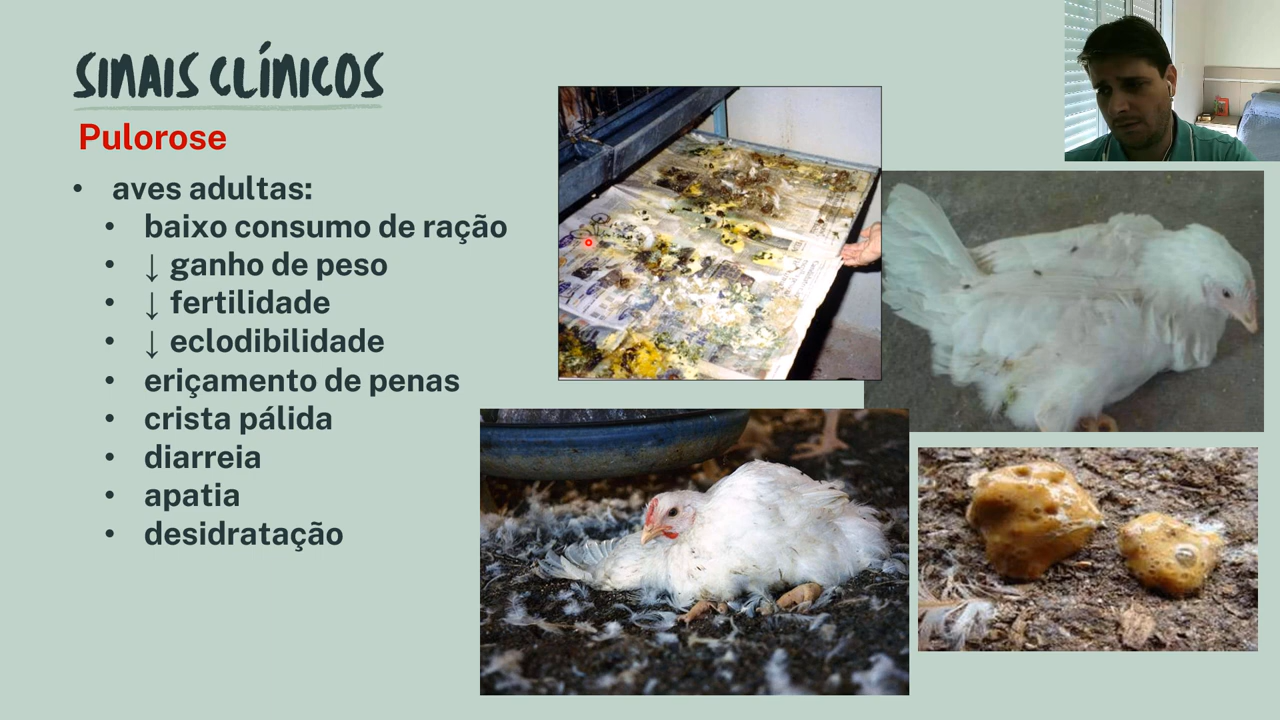 SINAIS CLÍNICOS
Pulorose
• aves adultas:
• baixo consumo de ração
• ↓ ganho de peso
• ↓ fertilidade
• ↓ eclodibilidade
• eriçamento de penas
• crista pálida
• diarreia
• apatia
• desidratação